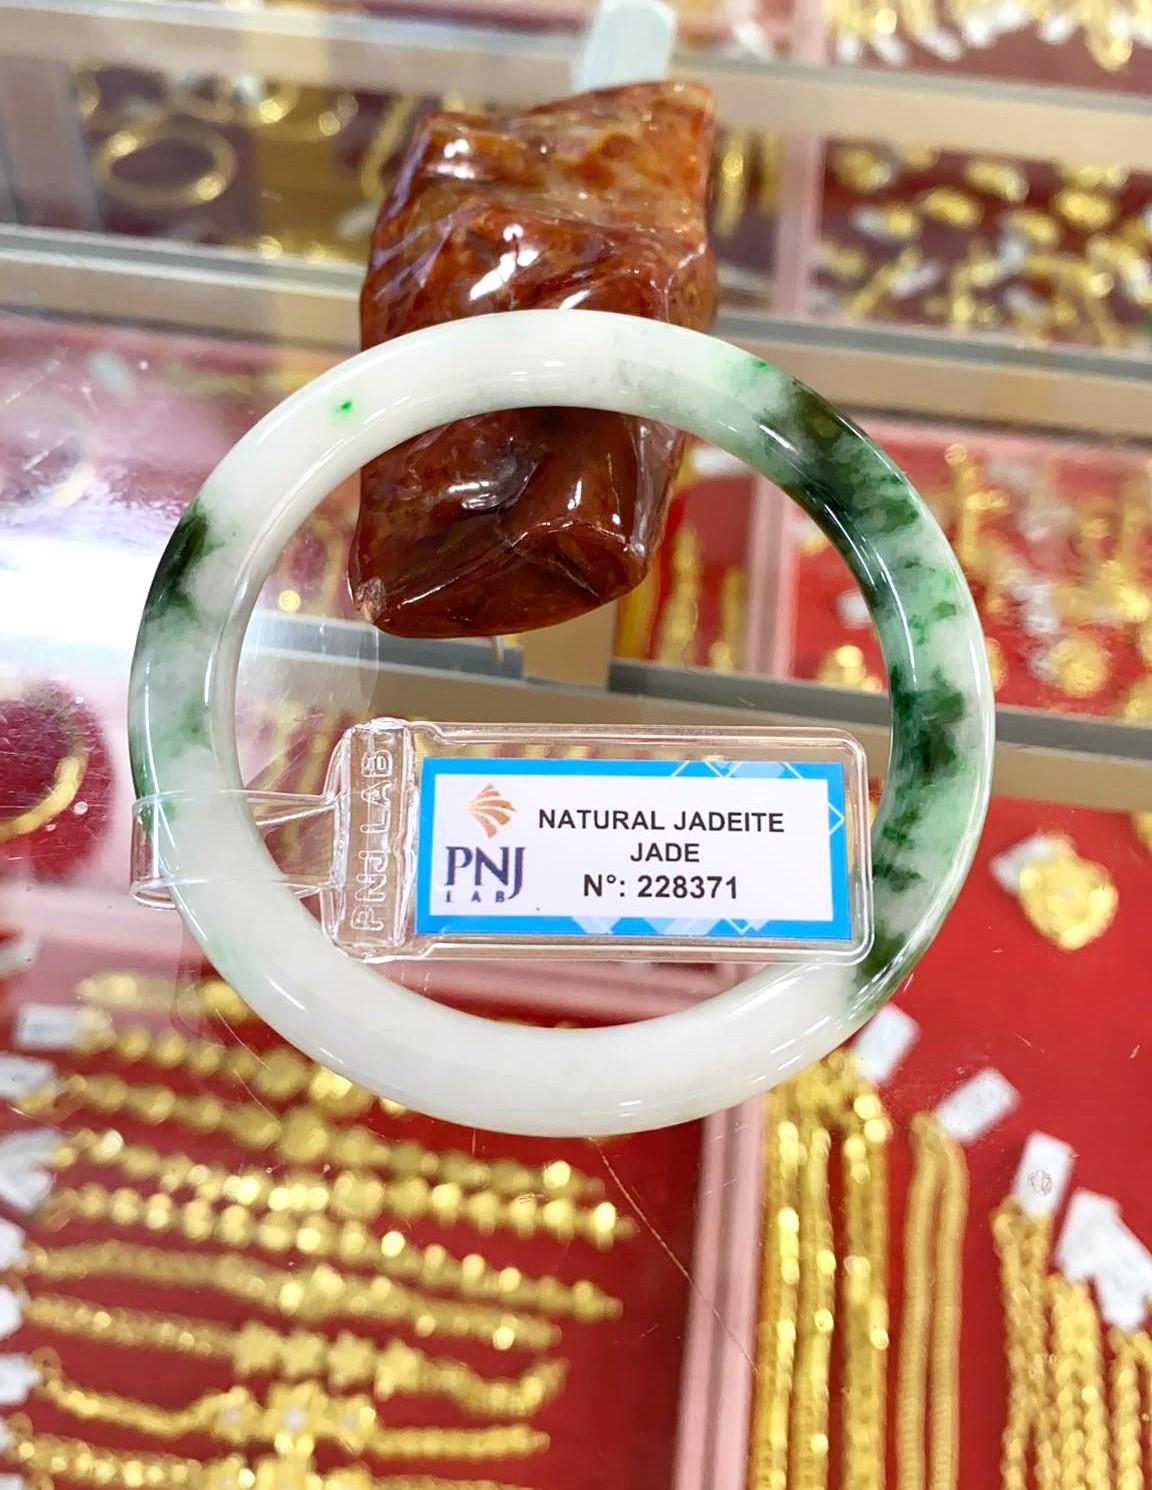 PNJ LAB
NATURAL JADEITE
JADE
N°: 228371
PNJ
LAB